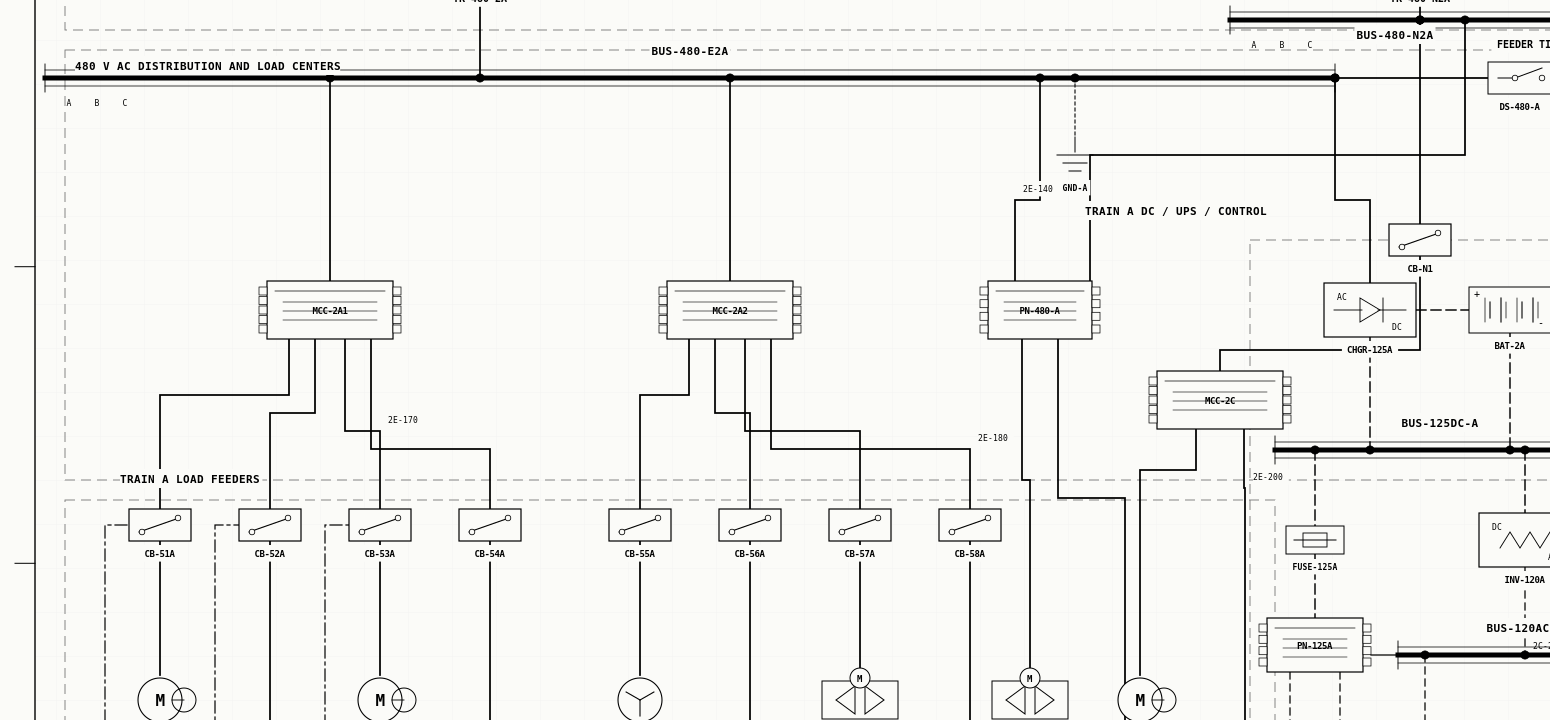 BUS-480-N2A
FEEDER TI
A B C
BUS-480-E2A
480 V AC DISTRIBUTION AND LOAD CENTERS
A B C
DS-480-A
2E-140
GND-A
TRAIN A DC / UPS / CONTROL
CB-N1
AC
DC
+
-
CHGR-125A
BAT-2A
MCC-2A1
MCC-2A2
PN-480-A
MCC-2C
2E-170
2E-180
BUS-125DC-A
2E-200
TRAIN A LOAD FEEDERS
CB-51A
CB-52A
CB-53A
CB-54A
CB-55A
CB-56A
CB-57A
CB-58A
DC
FUSE-125A
INV-120A
BUS-120AC
PN-125A
M
M
M
M
M